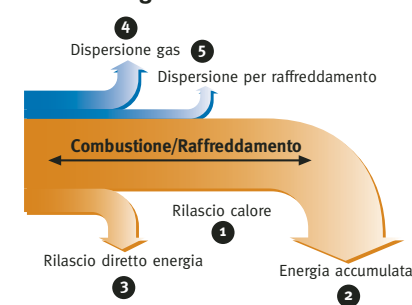 4
Dispersione gas 5
Dispersione per raffreddamento
Combustione/Raffreddamento
Rilascio calore
1
Rilascio diretto energia
3
Energia accumulata
2